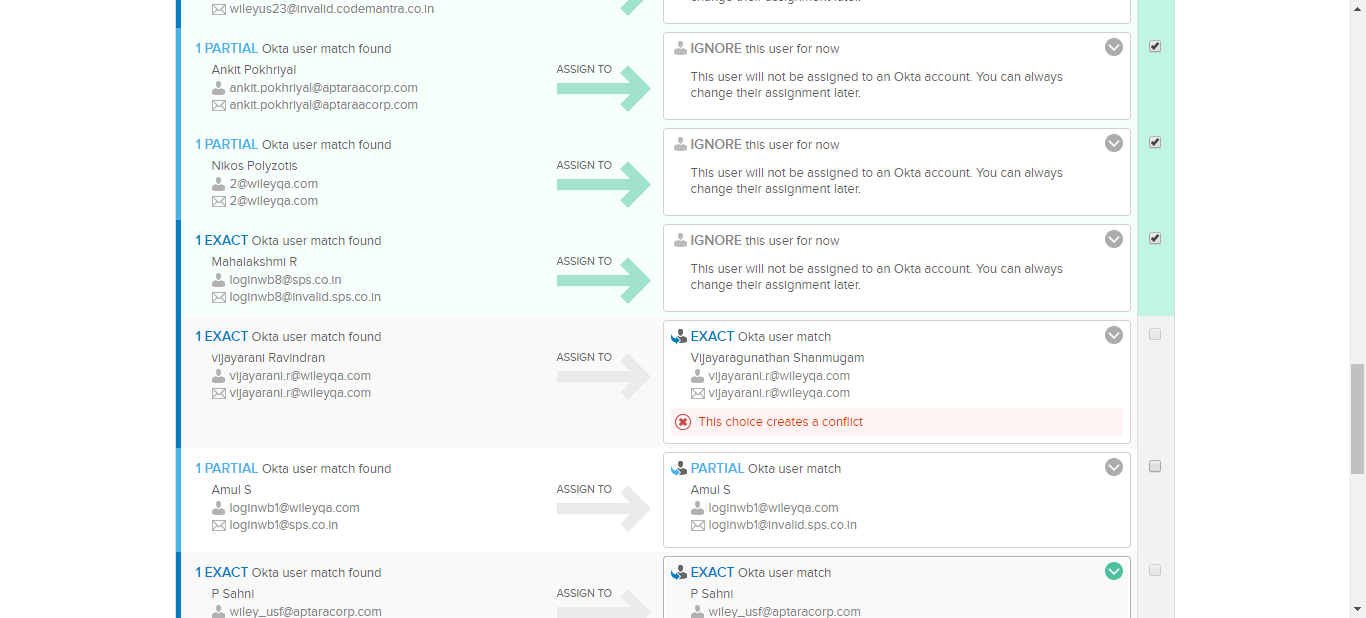 wileyus23@invalid.codemantra.co.in
change their assignment later.
1 PARTIAL Okta user match found
Ankit Pokhriyal
ankit.pokhriyal@aptaraacorp.com
ankit.pokhriyal@aptaraacorp.com
ASSIGN TO
IGNORE this user for now
This user will not be assigned to an Okta account. You can always
change their assignment later.
1 PARTIAL Okta user match found
Nikos Polyzotis
2@wileyqa.com
2@wileyqa.com
ASSIGN TO
IGNORE this user for now
This user will not be assigned to an Okta account. You can always
change their assignment later.
1 EXACT Okta user match found
Mahalakshmi R
loginwb8@sps.co.in
loginwb8@invalid.sps.co.in
ASSIGN TO
IGNORE this user for now
This user will not be assigned to an Okta account. You can always
change their assignment later.
1 EXACT Okta user match found
vijayarani Ravindran
vijayarani.r@wileyqa.com
vijayarani.r@wileyqa.com
ASSIGN TO
EXACT Okta user match
Vijayaragunathan Shanmugam
vijayarani.r@wileyqa.com
vijayarani.r@wileyqa.com
This choice creates a conflict
1 PARTIAL Okta user match found
Amul S
loginwb1@wileyqa.com
loginwb1@sps.co.in
ASSIGN TO
PARTIAL Okta user match
Amul S
loginwb1@wileyqa.com
loginwb1@invalid.sps.co.in
1 EXACT Okta user match found
P Sahni
wiley_usf@aptaracorp.com
ASSIGN TO
EXACT Okta user match
P Sahni
wiley_usf@aptaracorp.com